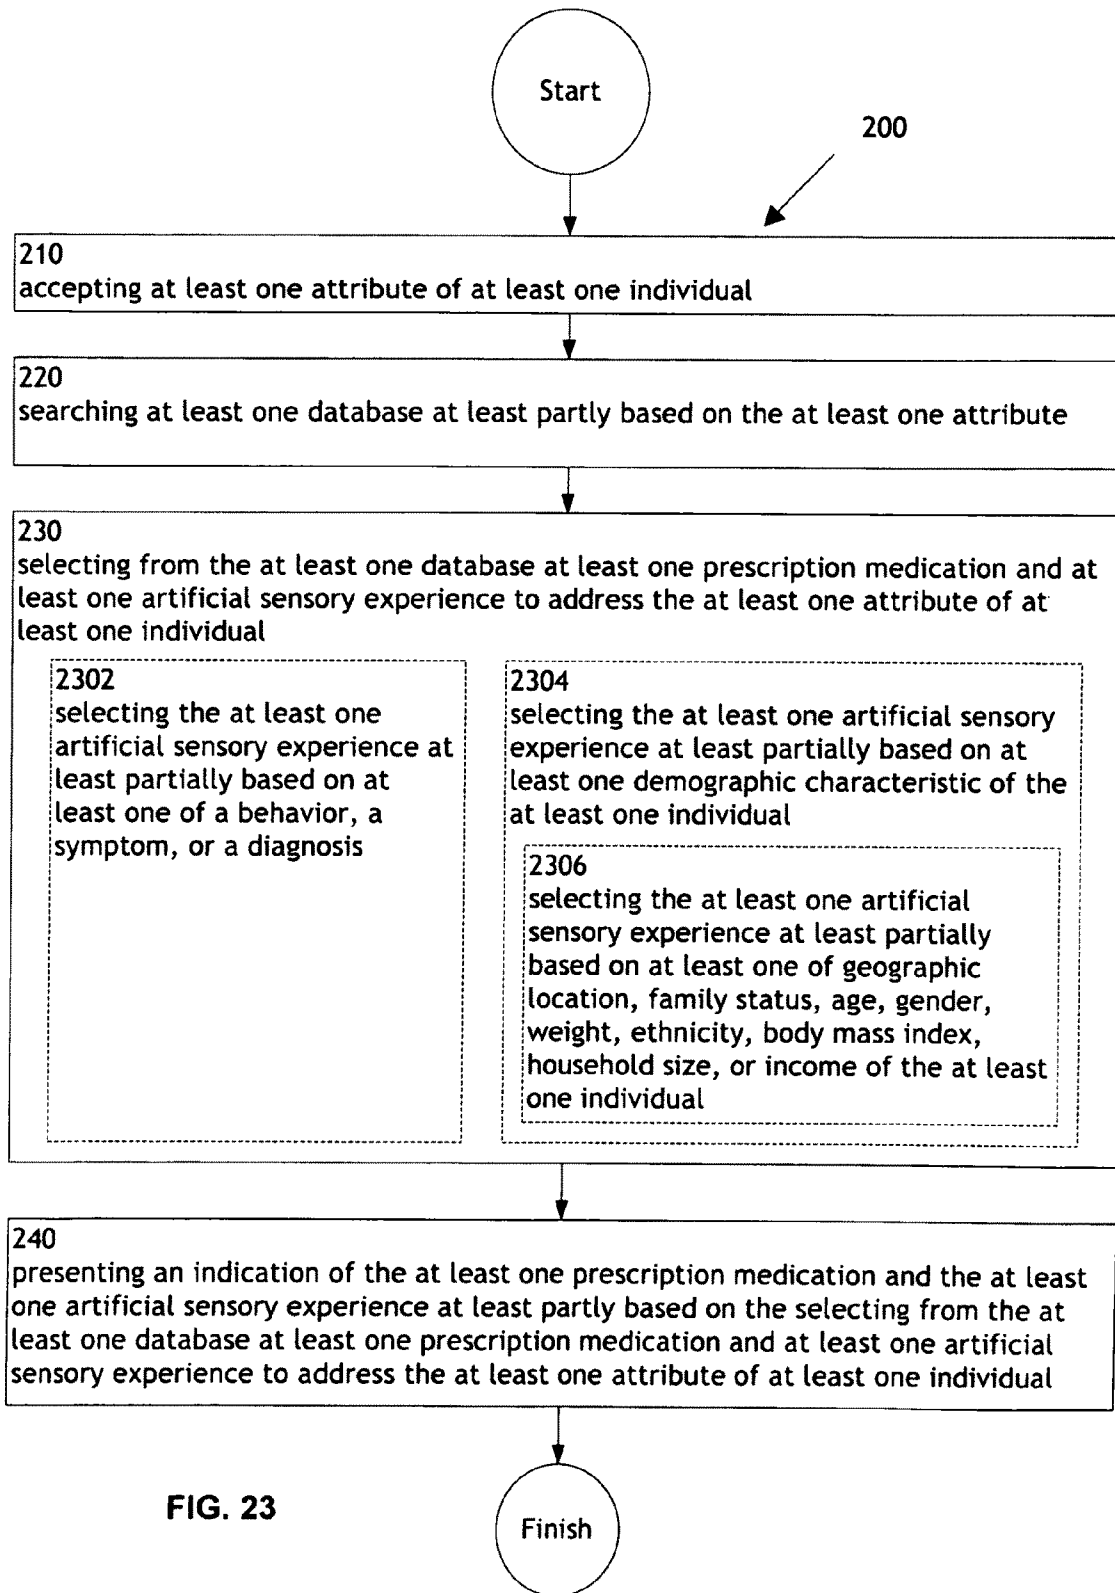 Start
200
210
accepting at least one attribute of at least one individual
220
searching at least one database at least partly based on the at least one attribute
230
selecting from the at least one database at least one prescription medication and at
least one artificial sensory experience to address the at least one attribute of at
least one individual
2302
selecting the at least one
artificial sensory experience at
least partially based on at
least one of a behavior, a
symptom, or a diagnosis
2304
selecting the at least one artificial sensory
experience at least partially based on at
least one demographic characteristic of the
at least one individual
2306
selecting the at least one artificial
sensory experience at least partially
based on at least one of geographic
location, family status, age, gender,
weight, ethnicity, body mass index,
household size, or income of the at least
one individual
240
presenting an indication of the at least one prescription medication and the at least
one artificial sensory experience at least partly based on the selecting from the at
least one database at least one prescription medication and at least one artificial
sensory experience to address the at least one attribute of at least one individual
FIG. 23
Finish